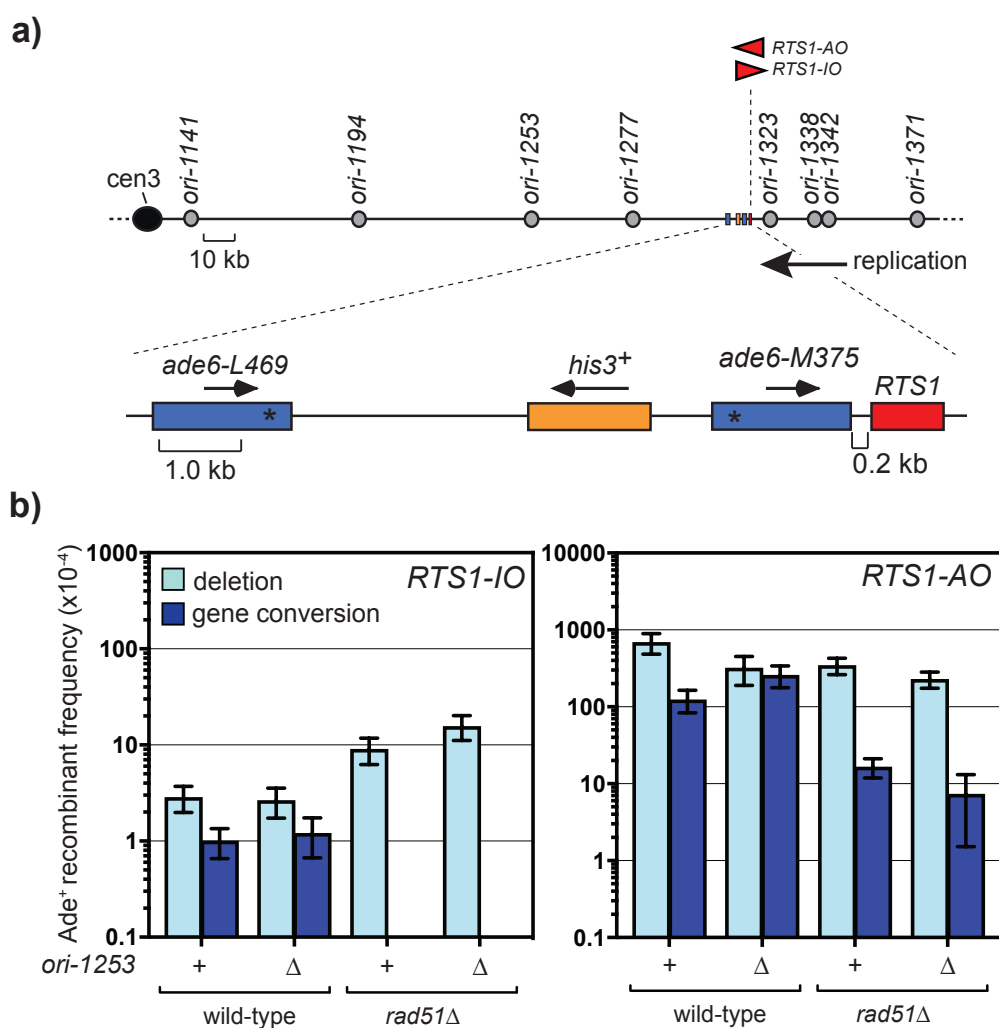 a)
RTS1-AO
RTS1-IO
cen3
ori-1141
ori-1194
ori-1253
ori-1277
ori-1323
ori-1338
ori-1342
ori-1371
10 kb
replication
ade6-L469
his3+
ade6-M375
RTS1
*
*
1.0 kb
0.2 kb
b)
Ade+ recombinant frequency (x10-4)
1000
100
10
1
0.1
deletion
gene conversion
RTS1-IO
10000
1000
100
10
1
0.1
RTS1-AO
ori-1253
+ Δ + Δ
+ Δ + Δ
wild-type rad51Δ
wild-type rad51Δ